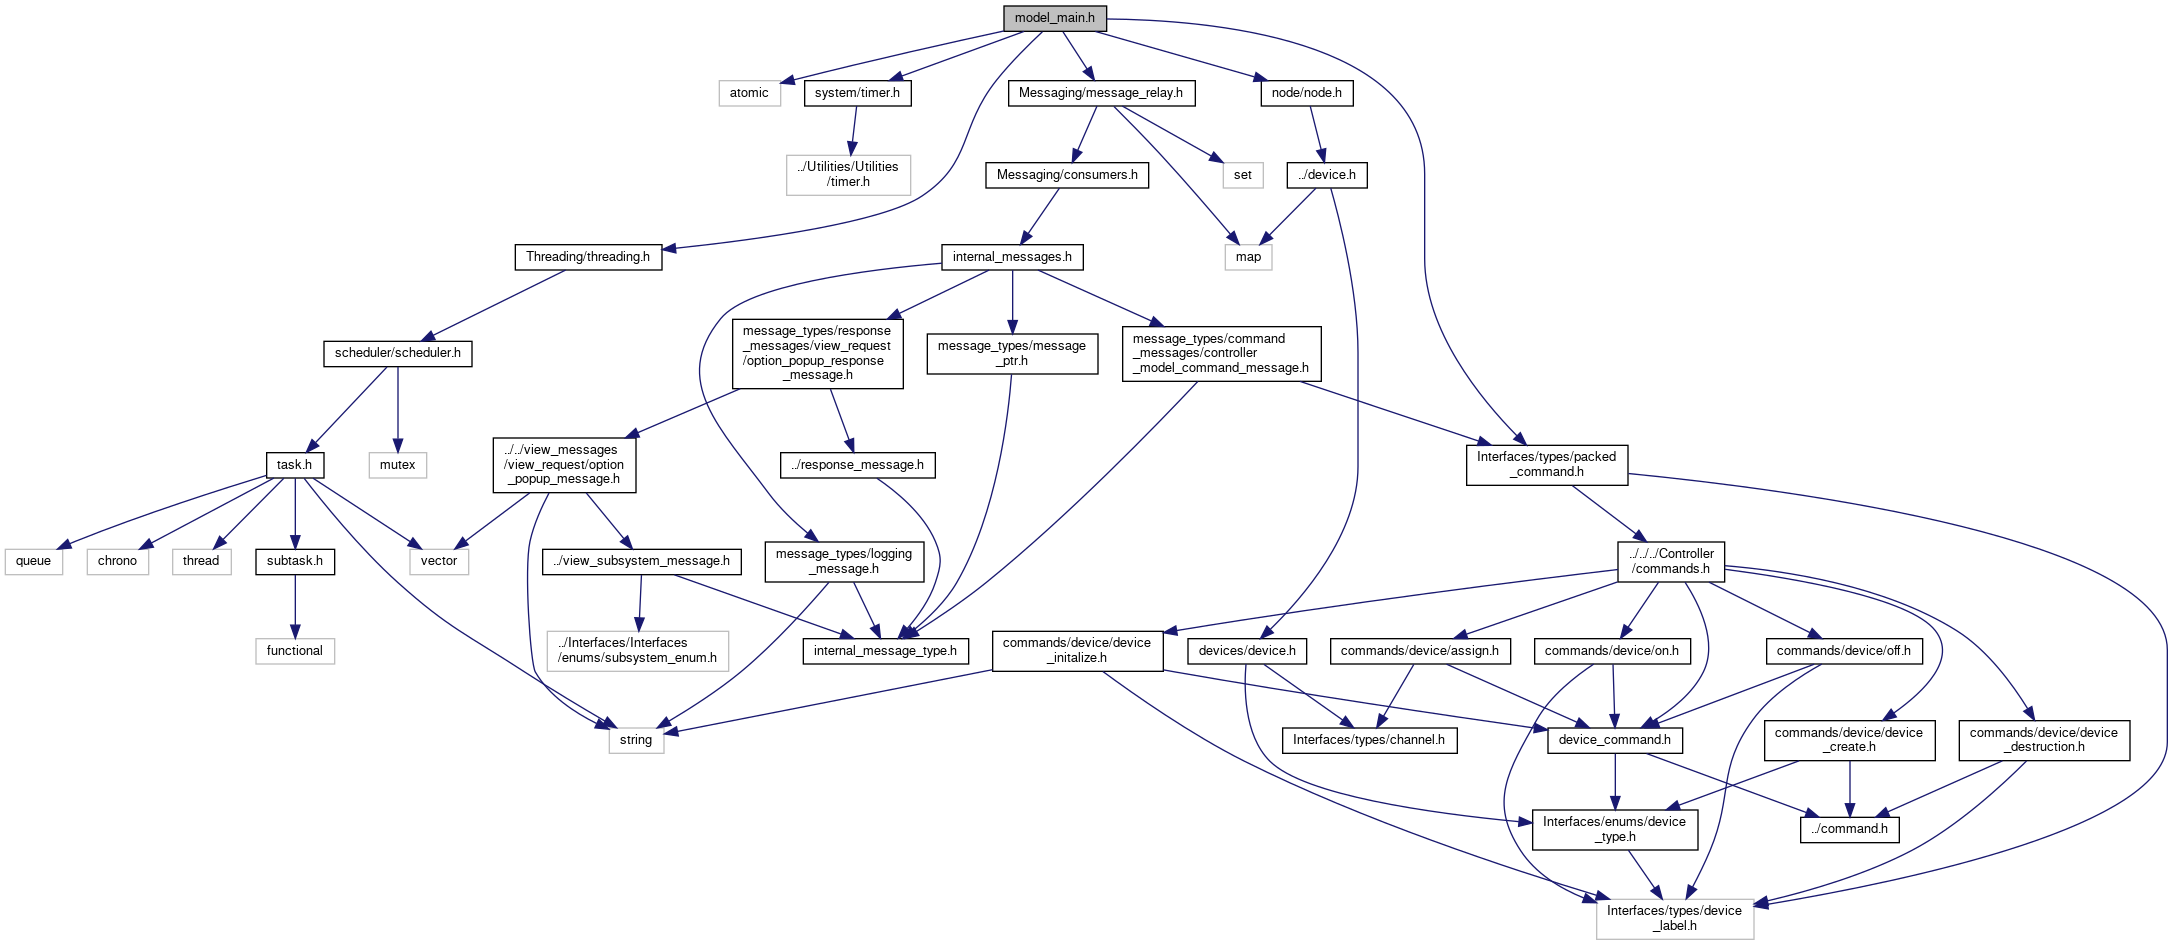 model_main.h
atomic
system/timer.h
Messaging/message_relay.h
node/node.h
../Utilities/Utilities
/timer.h
Messaging/consumers.h
set
../device.h
Threading/threading.h
internal_messages.h
map
scheduler/scheduler.h
message_types/response
_messages/view_request
/option_popup_response
_message.h
message_types/message
_ptr.h
message_types/command
_messages/controller
_model_command_message.h
task.h
mutex
../../view_messages
/view_request/option
_popup_message.h
../response_message.h
Interfaces/types/packed
_command.h
queue
chrono
thread
subtask.h
vector
../view_subsystem_message.h
message_types/logging
_message.h
../../../Controller
/commands.h
functional
../Interfaces/Interfaces
/enums/subsystem_enum.h
internal_message_type.h
commands/device/device
_initalize.h
devices/device.h
commands/device/assign.h
commands/device/on.h
commands/device/off.h
string
Interfaces/types/channel.h
device_command.h
commands/device/device
_create.h
commands/device/device
_destruction.h
Interfaces/enums/device
_type.h
../command.h
Interfaces/types/device
_label.h